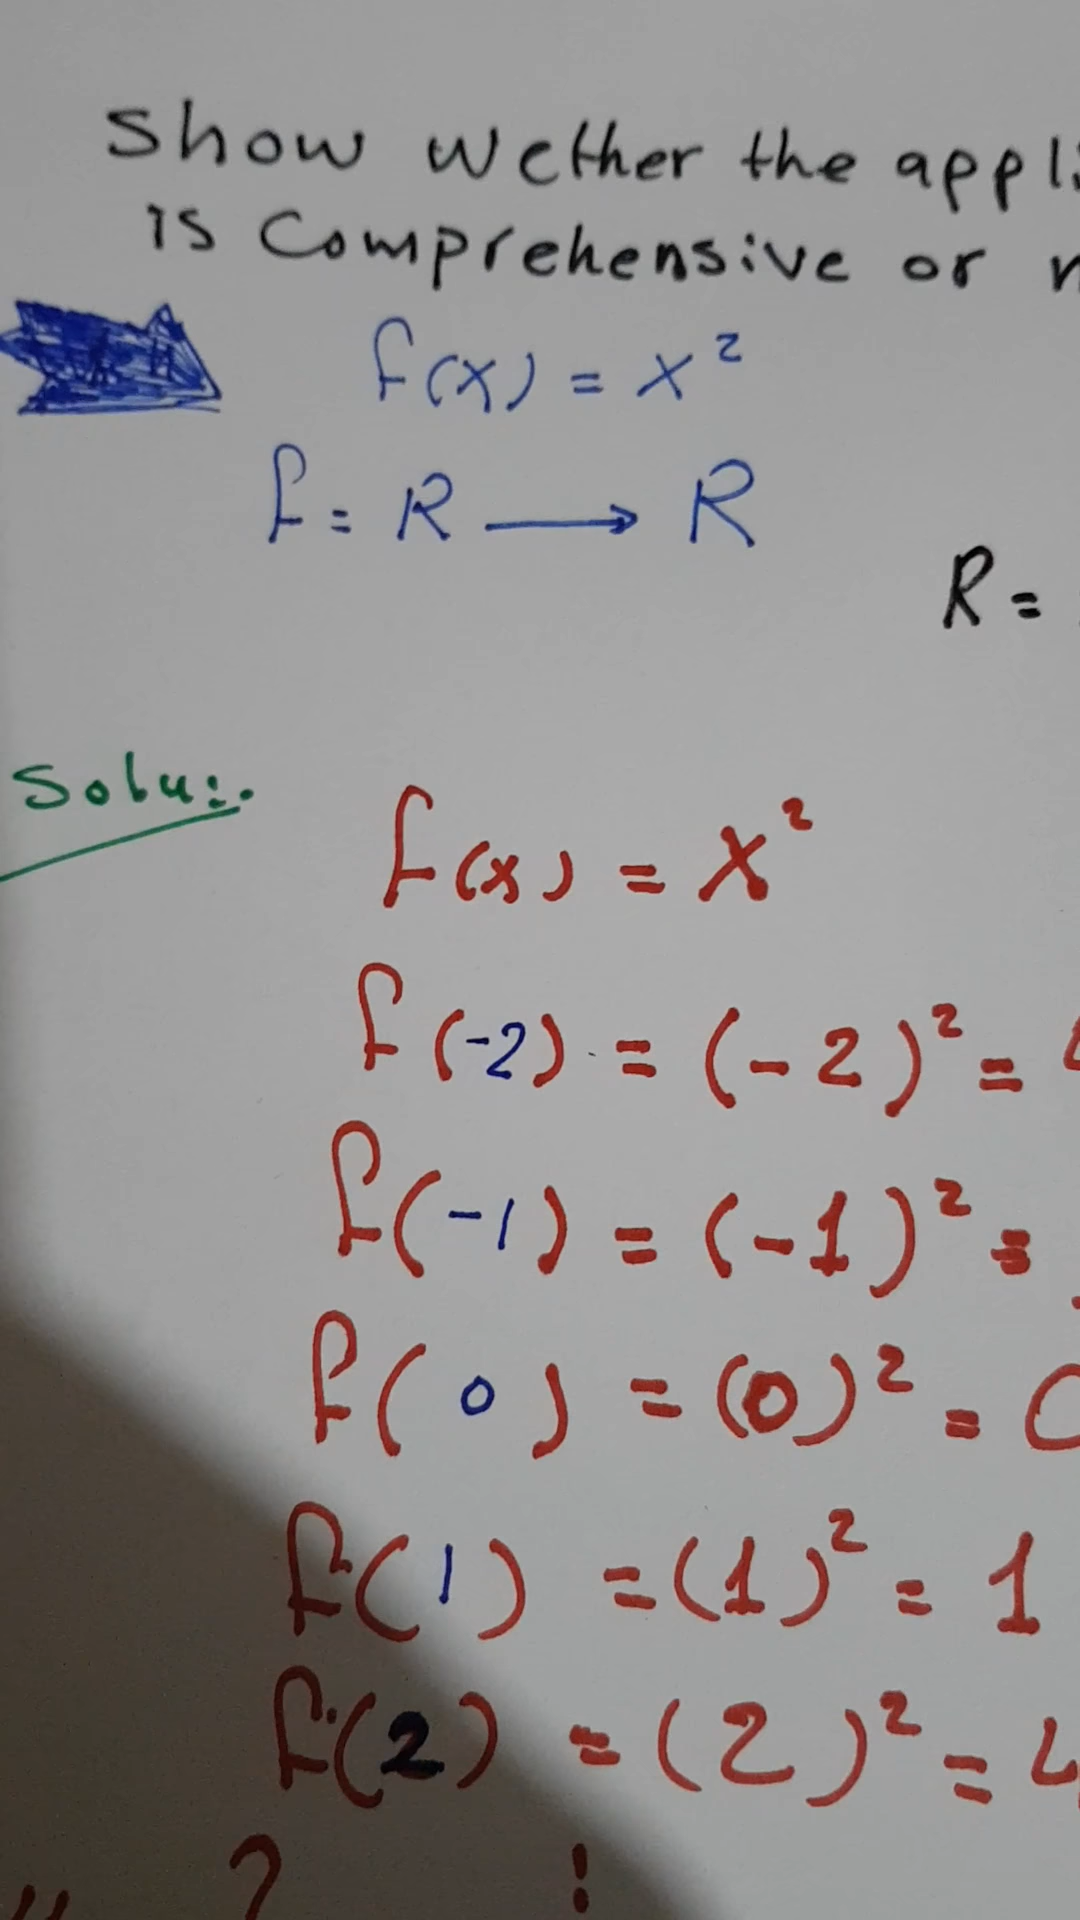 Show wether the
is Comprehensive or
f(x) = x²
f = R → R
R =
Solu:.
f(x) = x²
f(-2) = (-2)² =
f(-1) = (-1)² =
f(0) = (0)² = 0
f(1) = (1)² = 1
f(2) = (2)² = 4